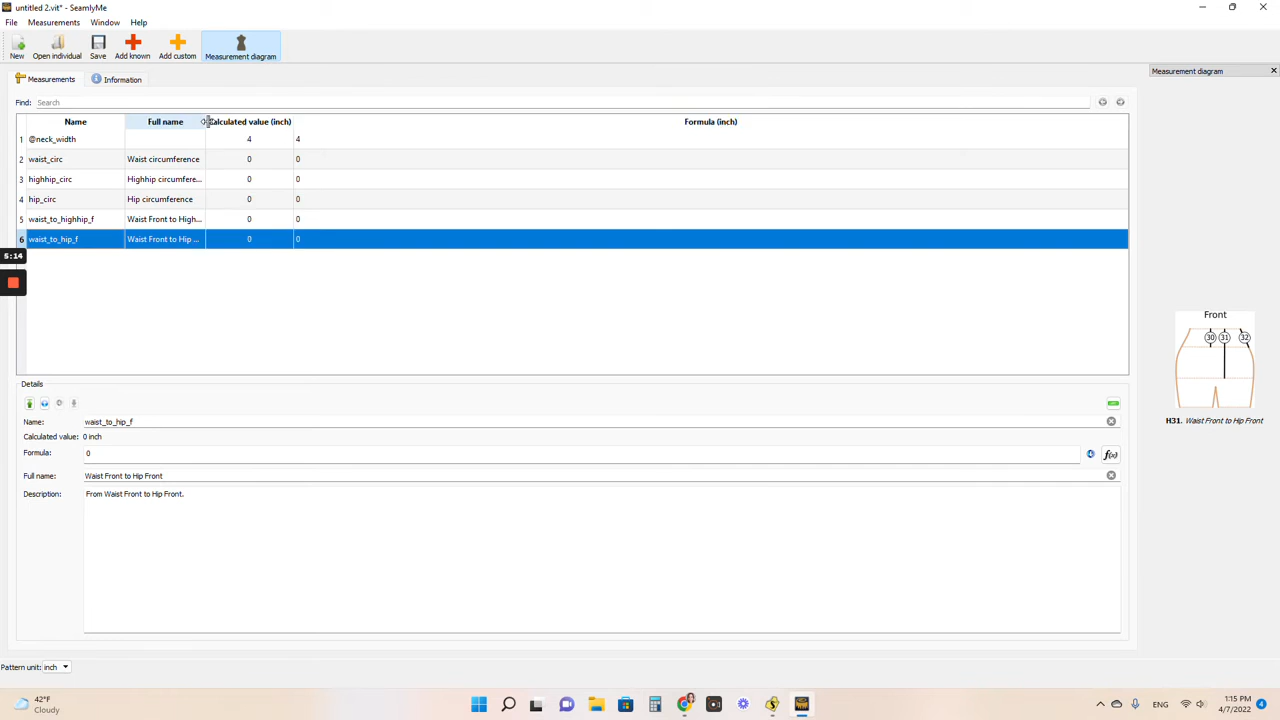 untitled 2.vit* - SeamlyMe
File Measurements Window Help
New Open individual Save Add known Add custom Measurement diagram
Measurement diagram
Measurements Information
Find: Search
Name Full name Calculated value (inch) Formula (inch)
1 @neck_width 4 4
2 waist_circ Waist circumference 0 0
3 highhip_circ Highhip circumfere... 0 0
4 hip_circ Hip circumference 0 0
5 waist_to_highhip_f Waist Front to High... 0 0
6 waist_to_hip_f Waist Front to Hip ... 0 0
5:14
Front
30 31 32
H31. Waist Front to Hip Front
Details
Name: waist_to_hip_f
Calculated value: 0 inch
Formula: 0
f(x)
Full name: Waist Front to Hip Front
Description: From Waist Front to Hip Front.
Pattern unit: inch
42°F
Cloudy
ENG
1:15 PM
4/7/2022
4